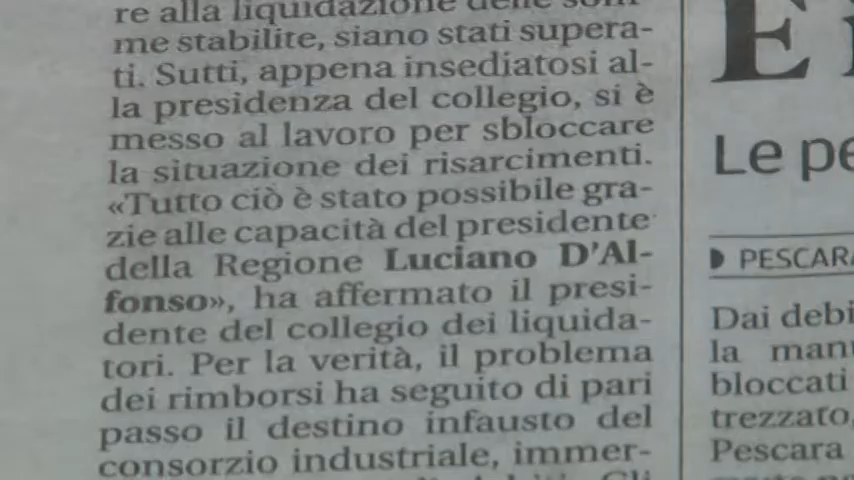 re alla liquidazione delle som-
me stabilite, siano stati supera-
ti. Sutti, appena insediatosi al-
la presidenza del collegio, si è
messo al lavoro per sbloccare
la situazione dei risarcimenti.
«Tutto ciò è stato possibile gra-
zie alle capacità del presidente
della Regione Luciano D'Al-
fonso», ha affermato il presi-
dente del collegio dei liquida-
tori. Per la verità, il problema
dei rimborsi ha seguito di pari
passo il destino infausto del
consorzio industriale, immer-
Le pe
PESCARA
Dai debi
la man
bloccati
trezzato,
Pescara